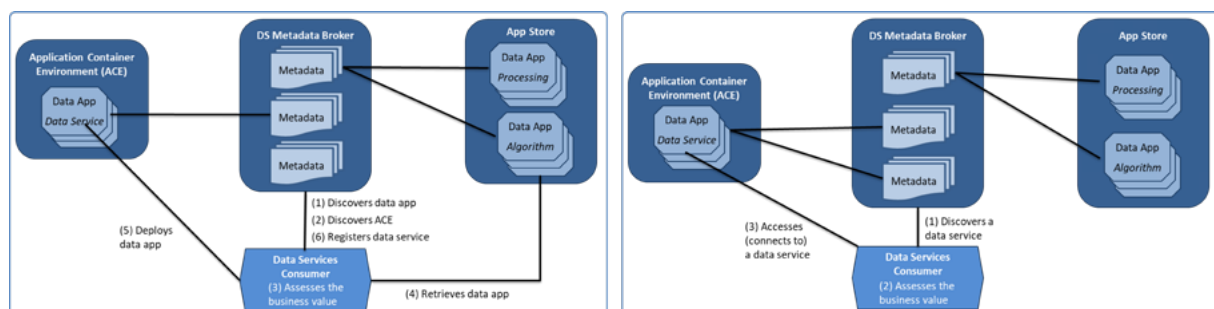 DS Metadata Broker
App Store
Application Container
Environment (ACE)
Data App
Data Service
Metadata
Metadata
Metadata
Data App
Processing
Data App
Algorithm
(1) Discovers data app
(2) Discovers ACE
(6) Registers data service
(5) Deploys
data app
Data Services
Consumer
(3) Assesses the
business value
(4) Retrieves data app
DS Metadata Broker
App Store
Application Container
Environment (ACE)
Data App
Data Service
Metadata
Metadata
Metadata
Data App
Processing
Data App
Algorithm
(3) Accesses
(connects to)
a data service
(1) Discovers a
data service
Data Services
Consumer
(2) Assesses the
business value